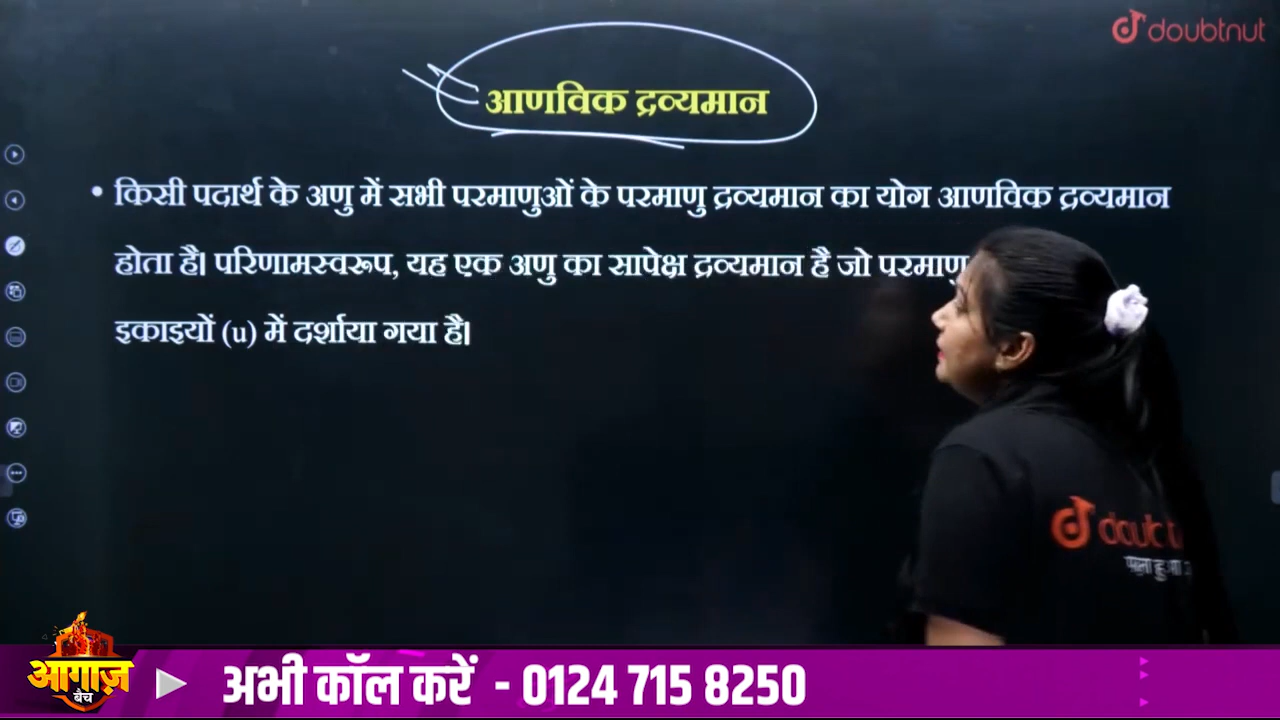 doubtnut
आणविक द्रव्यमान
• किसी पदार्थ के अणु में सभी परमाणुओं के परमाणु द्रव्यमान का योग आणविक द्रव्यमान
होता है। परिणामस्वरूप, यह एक अणु का सापेक्ष द्रव्यमान है जो परमाणु
इकाइयों (u) में दर्शाया गया है।
आगाज़
बैच
अभी कॉल करें - 0124 715 8250